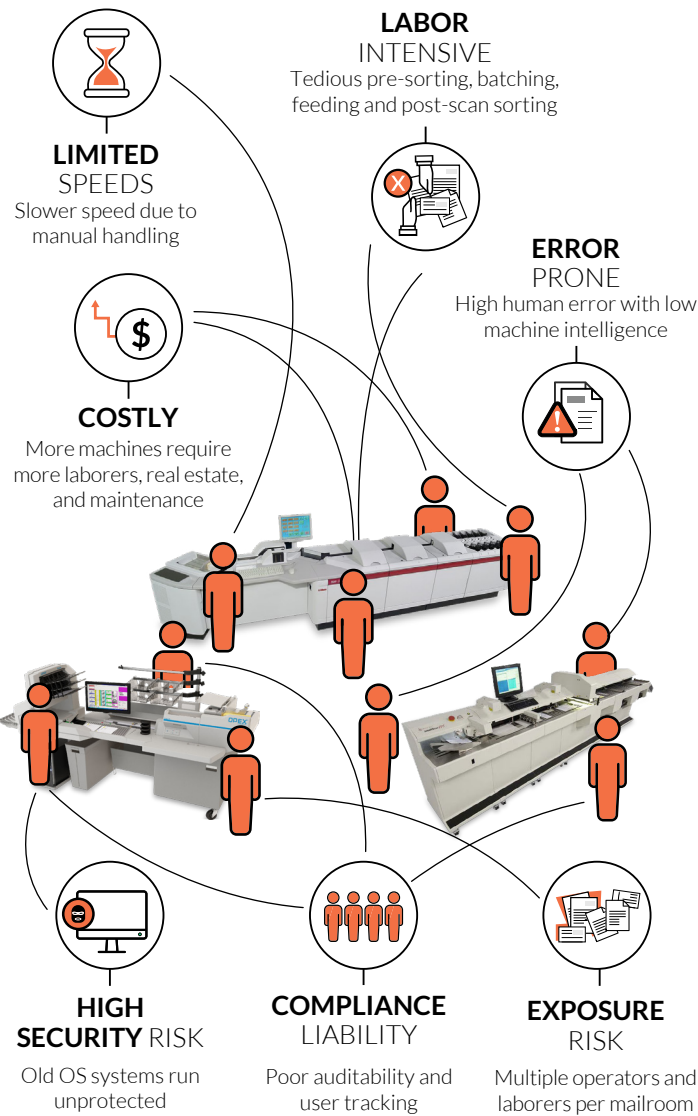 LABOR
INTENSIVE
Tedious pre-sorting, batching,
feeding and post-scan sorting
X
LIMITED
SPEEDS
Slower speed due to
manual handling
ERROR
PRONE
High human error with low
machine intelligence
$
!
COSTLY
More machines require
more laborers, real estate,
and maintenance
OPEX
HIGH
SECURITY RISK
Old OS systems run
unprotected
COMPLIANCE
LIABILITY
Poor auditability and
user tracking
EXPOSURE
RISK
Multiple operators and
laborers per mailroom